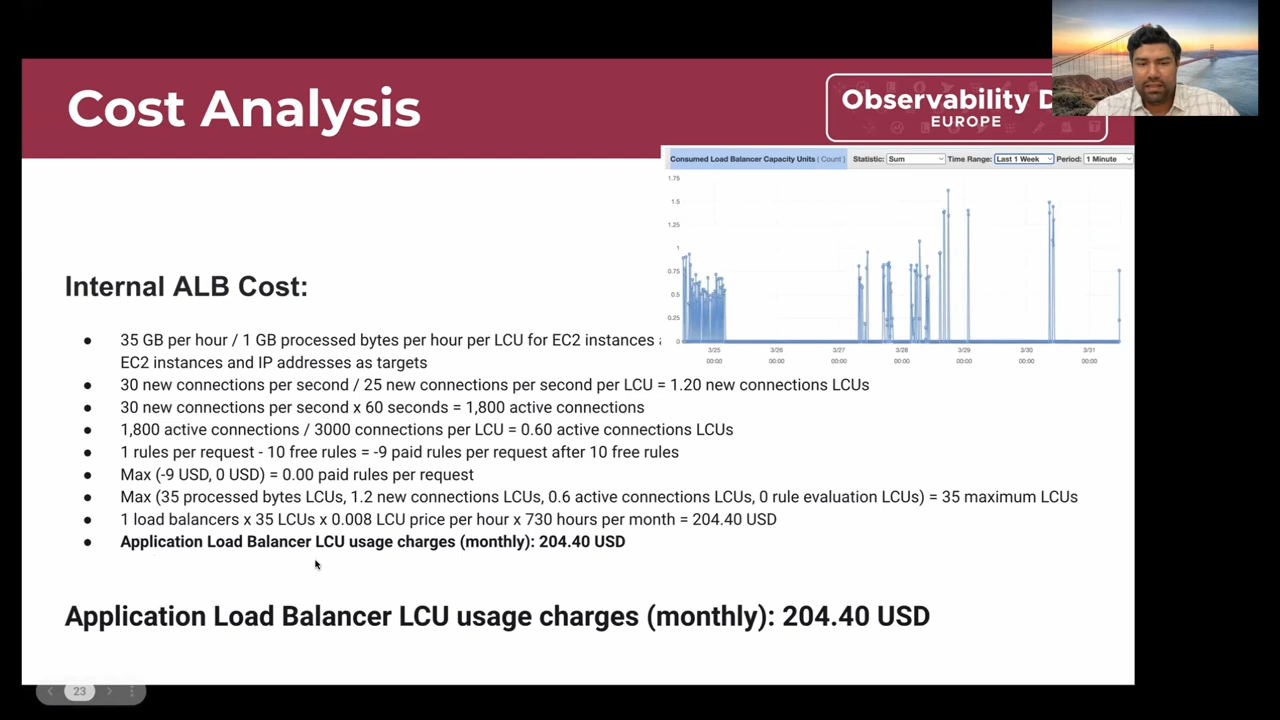 Cost Analysis
Observability D
EUROPE
Consumed Load Balancer Capacity Units (Count) Statistic: Sum Time Range: Last 1 Week Period: 1 Minute
1.75
1.5
1.25
1
0.75
0.5
0.25
0
3/25 3/26 3/27 3/28 3/29 3/30 3/31
00:00 00:00 00:00 00:00 00:00 00:00 00:00
Internal ALB Cost:
● 35 GB per hour / 1 GB processed bytes per hour per LCU for EC2 instances
EC2 instances and IP addresses as targets
● 30 new connections per second / 25 new connections per second per LCU = 1.20 new connections LCUs
● 30 new connections per second x 60 seconds = 1,800 active connections
● 1,800 active connections / 3000 connections per LCU = 0.60 active connections LCUs
● 1 rules per request - 10 free rules = -9 paid rules per request after 10 free rules
● Max (-9 USD, 0 USD) = 0.00 paid rules per request
● Max (35 processed bytes LCUs, 1.2 new connections LCUs, 0.6 active connections LCUs, 0 rule evaluation LCUs) = 35 maximum LCUs
● 1 load balancers x 35 LCUs x 0.008 LCU price per hour x 730 hours per month = 204.40 USD
● Application Load Balancer LCU usage charges (monthly): 204.40 USD
Application Load Balancer LCU usage charges (monthly): 204.40 USD
23